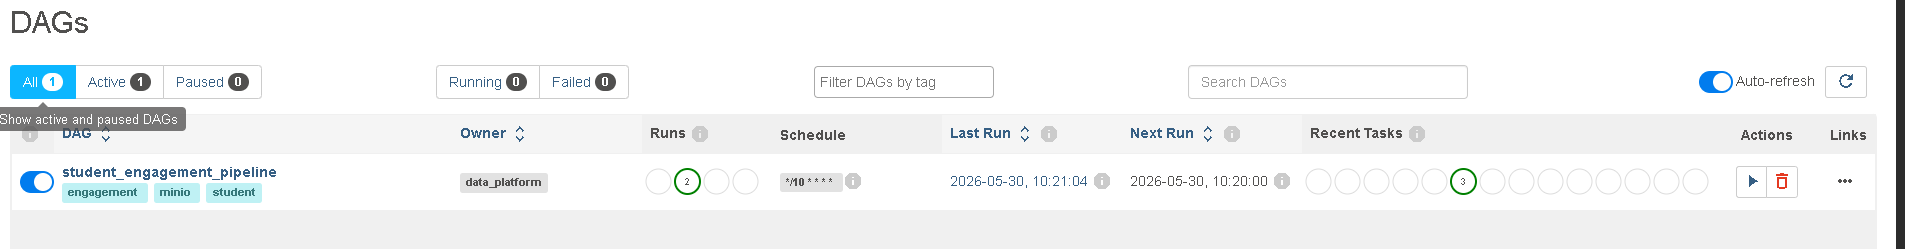 DAGs
All 1 Active 1 Paused 0 Running 0 Failed 0 Filter DAGs by tag Search DAGs Auto-refresh
Show active and paused DAGs
DAG Owner Runs Schedule Last Run Next Run Recent Tasks Actions Links
student_engagement_pipeline
engagement minio student
data_platform 2 */10 * * * * 2026-05-30, 10:21:04 2026-05-30, 10:20:00 3